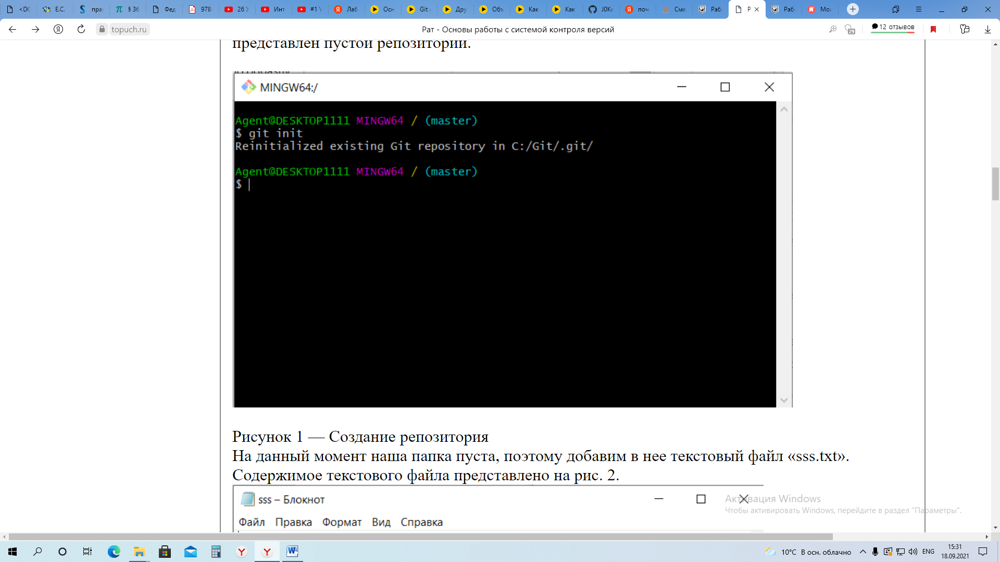 <D(
Е.С.
пра
§ 36
Фед
978-
26 У
Инт
#1 \
Лаб
Осн
Git
Дру
Объ
Как
Как
J0Ke
поч
Сме
Раб
Р
Раб
Мо
topuch.ru
Рат - Основы работы с системой контроля версий
29
12 отзывов
представлен пустой репозиторий.
MINGW64:/
Agent@DESKTOP1111 MINGW64 / (master)
$ git init
Reinitialized existing Git repository in C:/Git/.git/
Agent@DESKTOP1111 MINGW64 / (master)
$
Рисунок 1 — Создание репозитория
На данный момент наша папка пуста, поэтому добавим в нее текстовый файл «sss.txt».
Содержимое текстового файла представлено на рис. 2.
sss – Блокнот
Файл Правка Формат Вид Справка
Активация Windows
Чтобы активировать Windows, перейдите в раздел "Параметры".
10°C В осн. облачно
ENG
15:31
18.09.2021